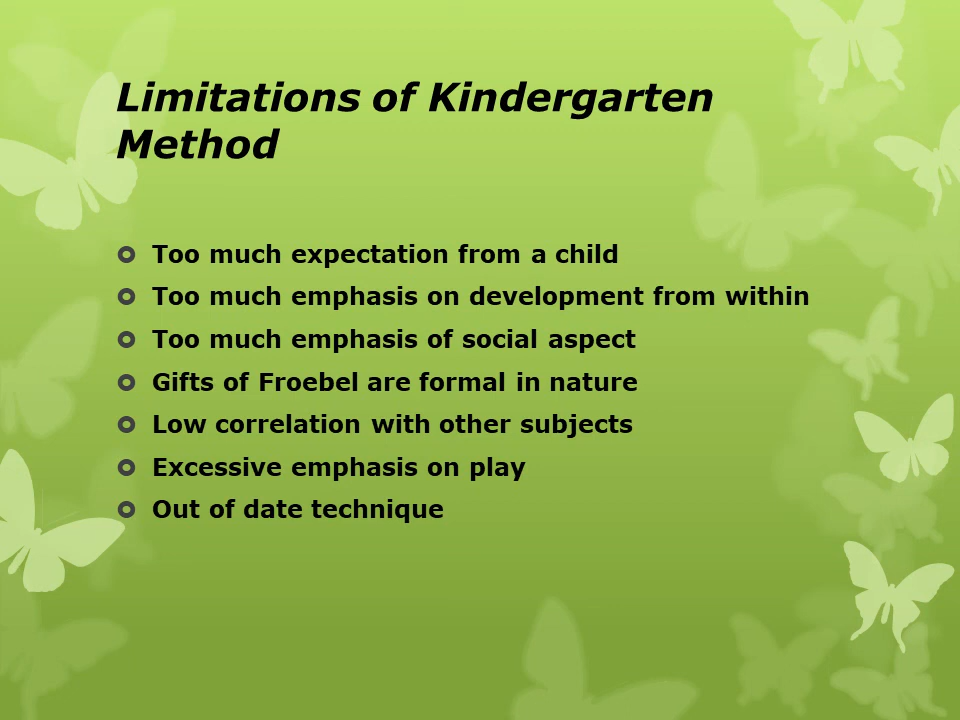 Limitations of Kindergarten
Method
Too much expectation from a child
Too much emphasis on development from within
Too much emphasis of social aspect
Gifts of Froebel are formal in nature
Low correlation with other subjects
Excessive emphasis on play
Out of date technique